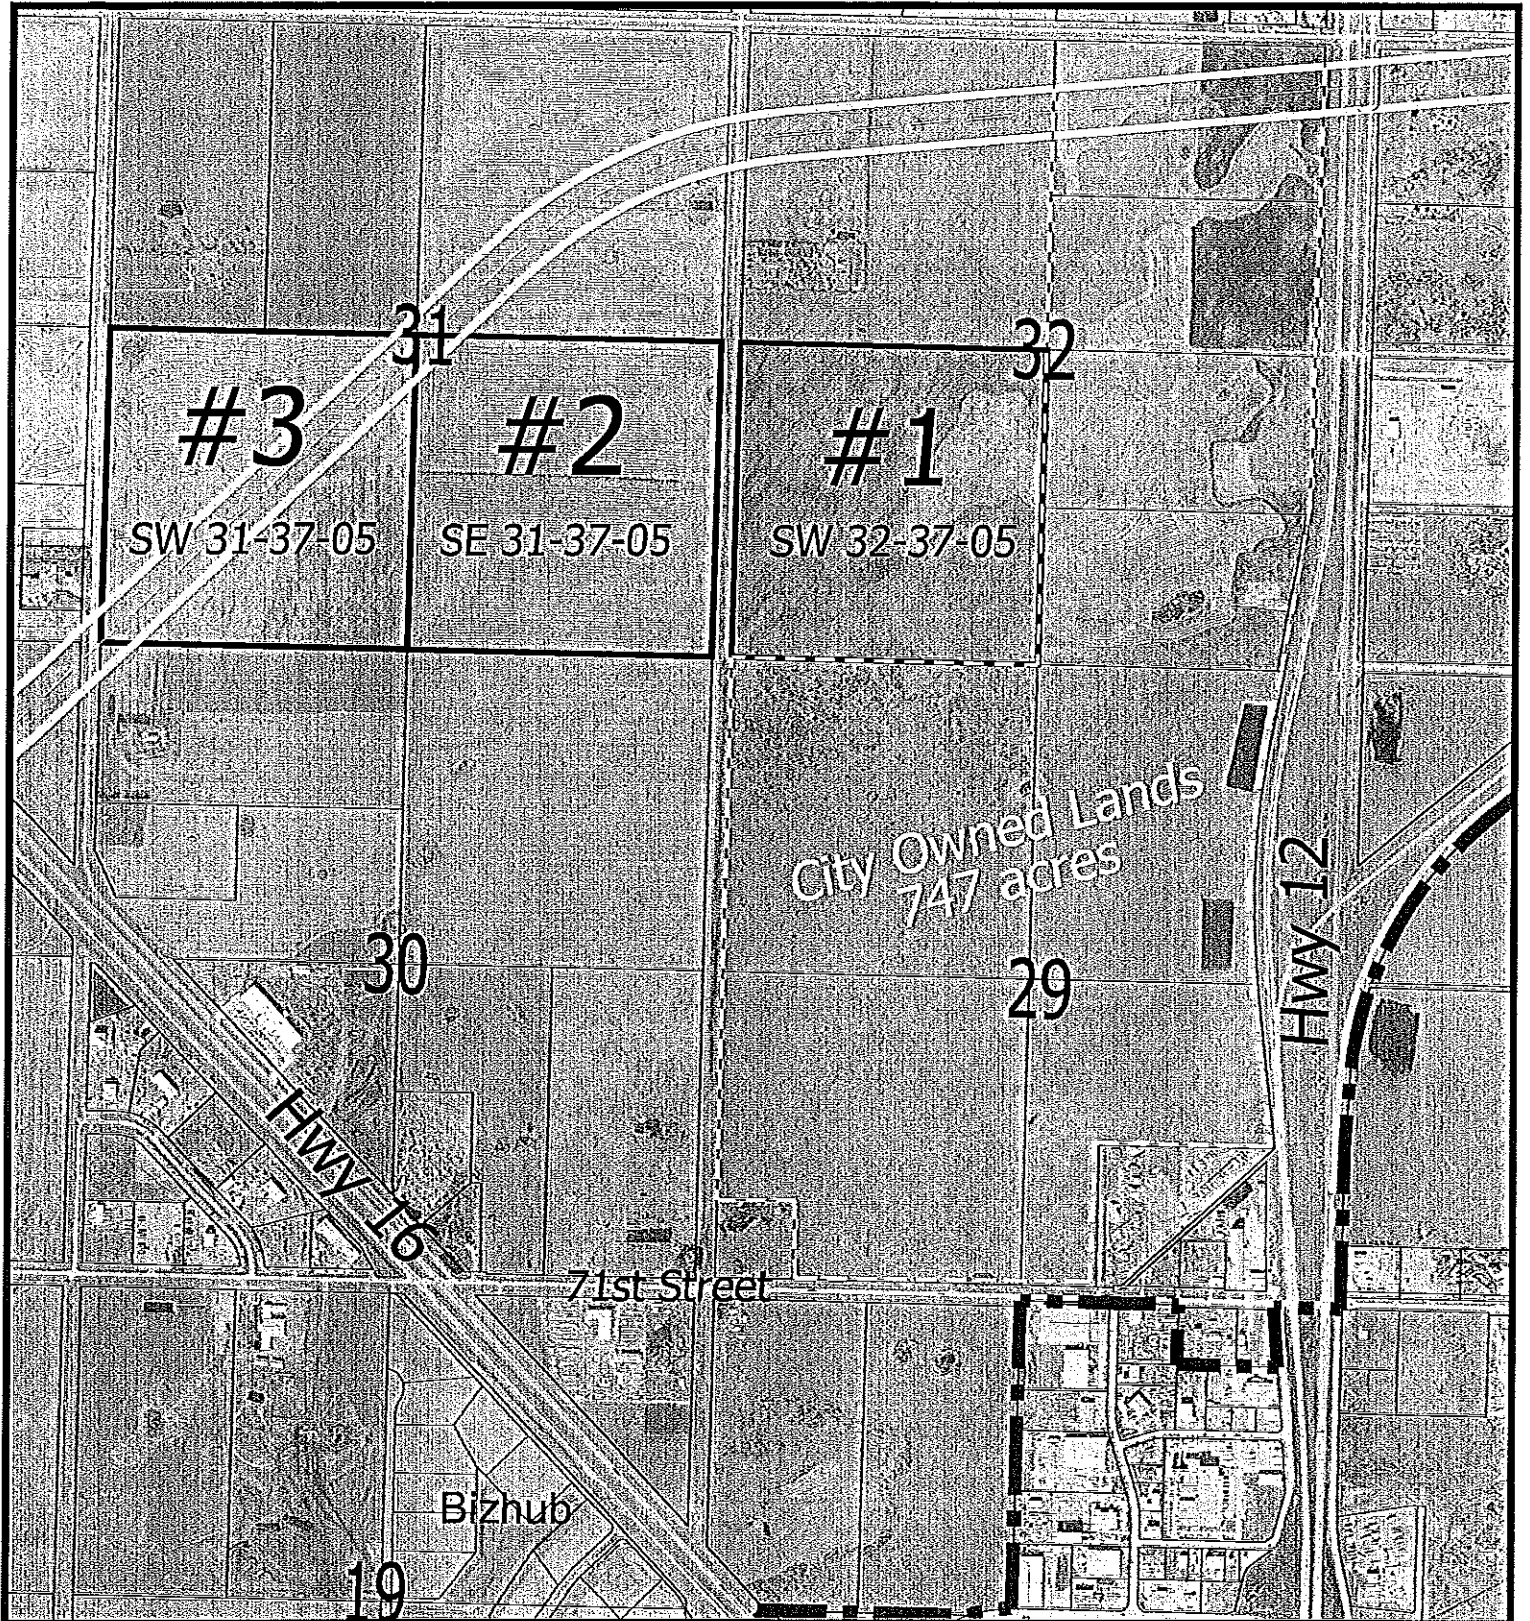 31
32
#3
#2
#1
SW 31-37-05
SE 31-37-05
SW 32-37-05
City Owned Lands
747 acres
Hwy 12
30
29
Hwy 16
71st Street
Bizhub
19